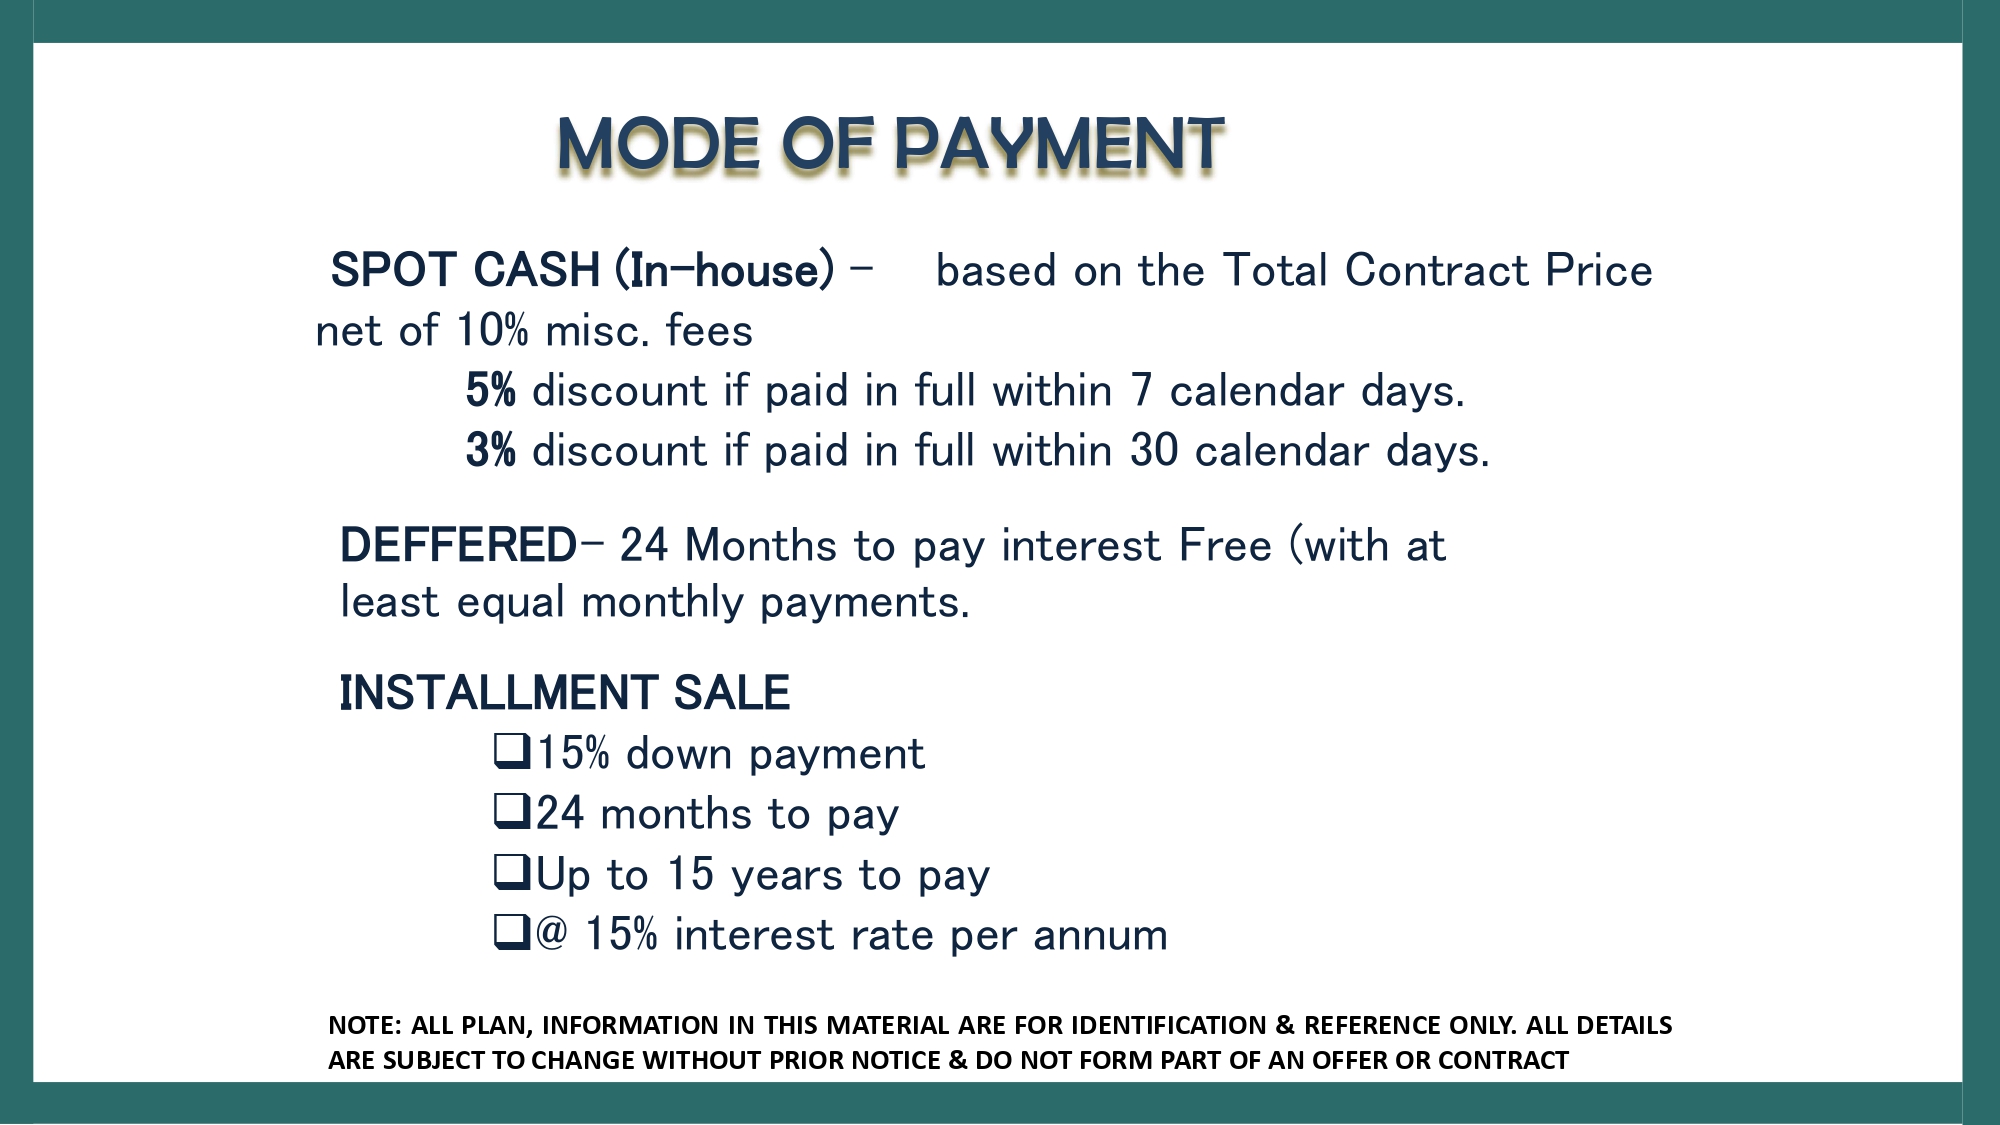 MODE OF PAYMENT
SPOT CASH (In-house) - based on the Total Contract Price
net of 10% misc. fees
5% discount if paid in full within 7 calendar days.
3% discount if paid in full within 30 calendar days.
DEFFERED- 24 Months to pay interest Free (with at
least equal monthly payments.
INSTALLMENT SALE
❑15% down payment
❑24 months to pay
❑Up to 15 years to pay
❑@ 15% interest rate per annum
NOTE: ALL PLAN, INFORMATION IN THIS MATERIAL ARE FOR IDENTIFICATION & REFERENCE ONLY. ALL DETAILS
ARE SUBJECT TO CHANGE WITHOUT PRIOR NOTICE & DO NOT FORM PART OF AN OFFER OR CONTRACT